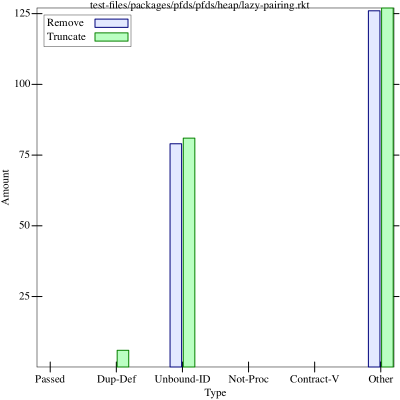 test-files/packages/pfds/pfds/heap/lazy-pairing.rkt
Remove
Truncate
125
100
75
50
25
Amount
Passed Dup-Def Unbound-ID Not-Proc Contract-V Other
Type